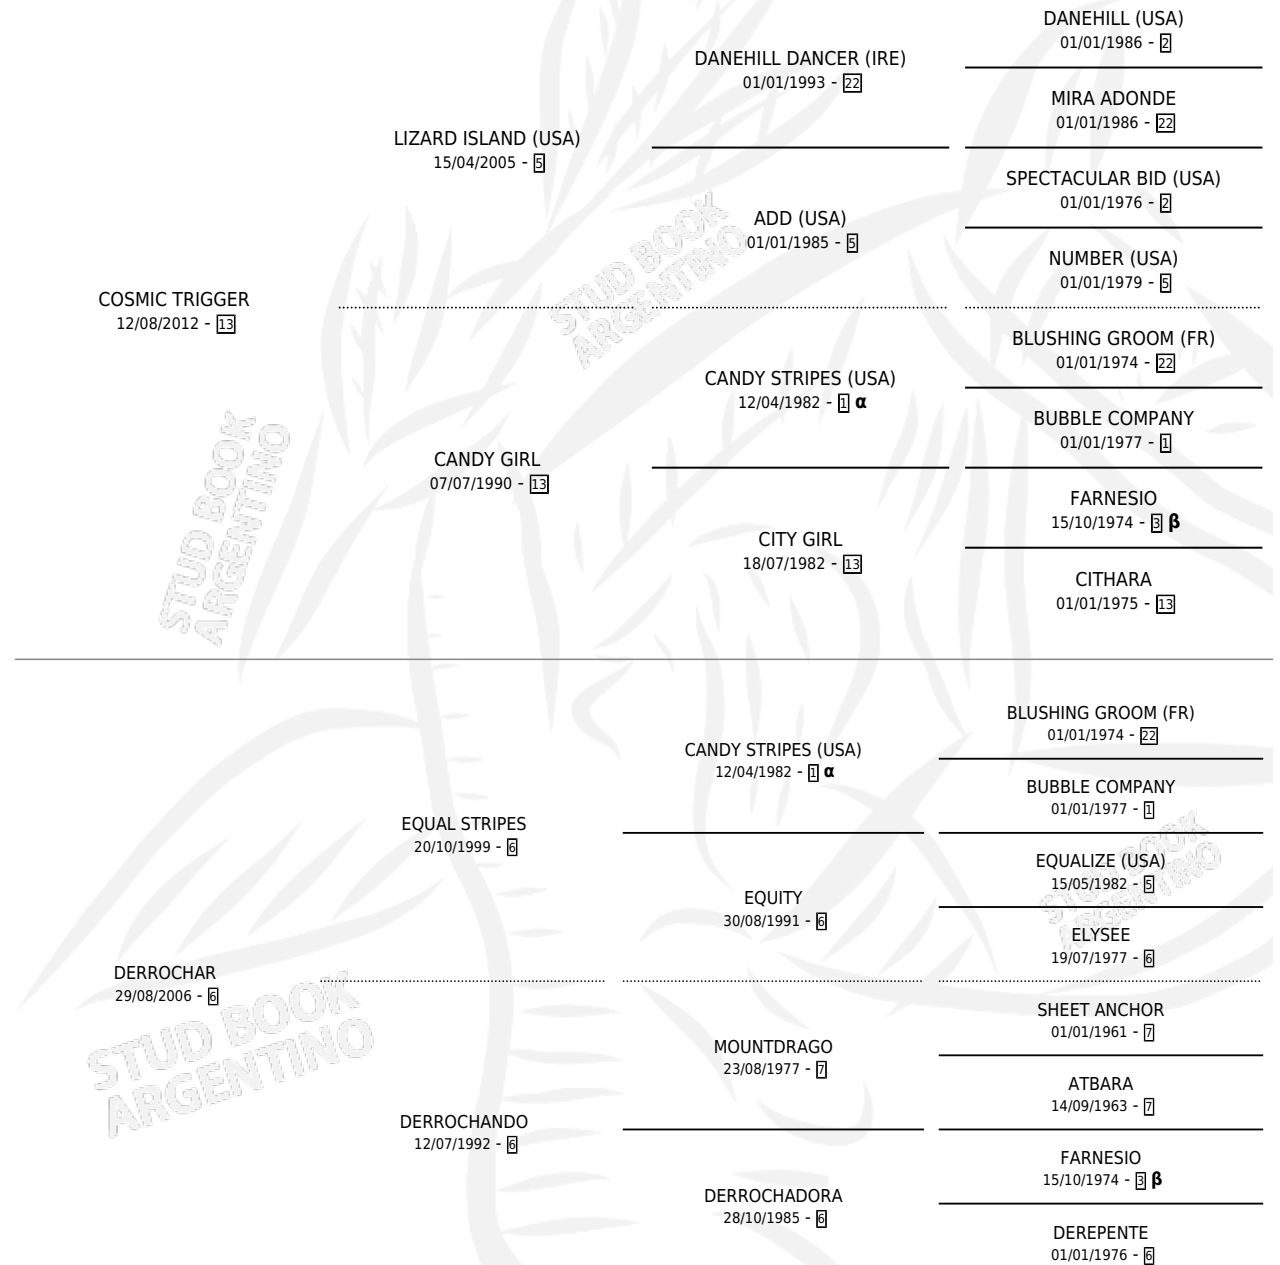 DANEHILL (USA)
01/01/1986 - 2
DANEHILL DANCER (IRE)
01/01/1993 - 22
MIRA ADONDE
01/01/1986 - 22
LIZARD ISLAND (USA)
15/04/2005 - 5
SPECTACULAR BID (USA)
01/01/1976 - 2
ADD (USA)
01/01/1985 - 5
NUMBER (USA)
01/01/1979 - 5
COSMIC TRIGGER
12/08/2012 - 13
BLUSHING GROOM (FR)
01/01/1974 - 22
CANDY STRIPES (USA)
12/04/1982 - 1 α
BUBBLE COMPANY
01/01/1977 - 1
CANDY GIRL
07/07/1990 - 13
FARNESIO
15/10/1974 - 3 β
CITY GIRL
18/07/1982 - 13
CITHARA
01/01/1975 - 13
BLUSHING GROOM (FR)
01/01/1974 - 22
CANDY STRIPES (USA)
12/04/1982 - 1 α
BUBBLE COMPANY
01/01/1977 - 1
EQUAL STRIPES
20/10/1999 - 6
EQUALIZE (USA)
15/05/1982 - 5
EQUITY
30/08/1991 - 6
ELYSEE
19/07/1977 - 6
DERROCHAR
29/08/2006 - 6
SHEET ANCHOR
01/01/1961 - 7
MOUNTDRAGO
23/08/1977 - 7
ATBARA
14/09/1963 - 7
DERROCHANDO
12/07/1992 - 6
FARNESIO
15/10/1974 - 3 β
DERROCHADORA
28/10/1985 - 6
DEREPENTE
01/01/1976 - 6
STUD BOOK
ARGENTINO
STUD BOOK
ARGENTINO
STUD BOOK
ARGENTINO
STUD BOOK
ARGENTINO